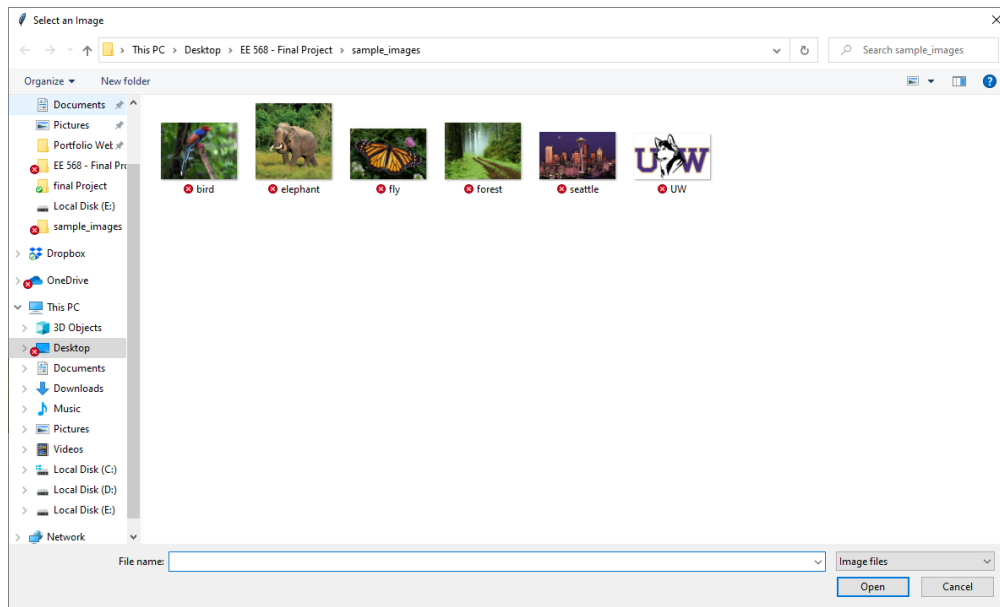 Select an Image
This PC > Desktop > EE 568 - Final Project > sample_images
Search sample_images
Organize
New folder
Documents
Pictures
Portfolio Wel
EE 568 - Final Pro
final Project
Local Disk (E:)
sample_images
Dropbox
OneDrive
This PC
3D Objects
Desktop
Documents
Downloads
Music
Pictures
Videos
Local Disk (C:)
Local Disk (D:)
Local Disk (E:)
Network
UW
bird
elephant
fly
forest
seattle
UW
File name:
Image files
Open
Cancel